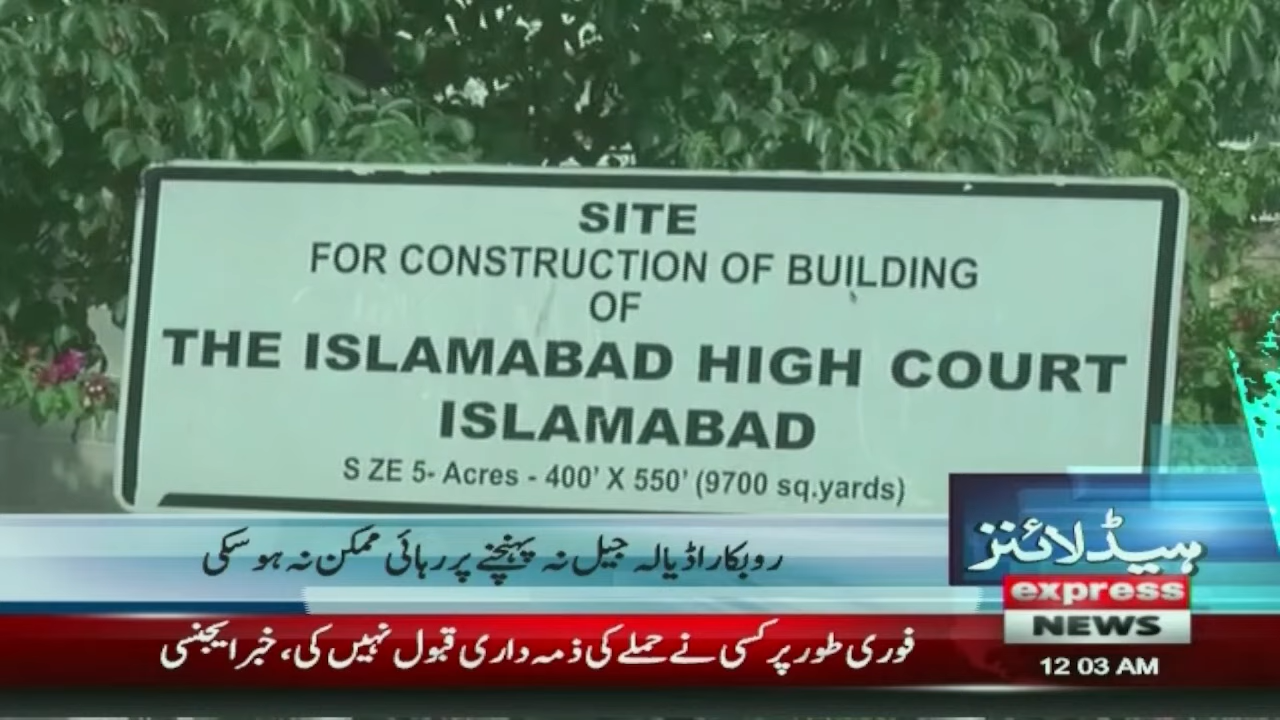 SITE
FOR CONSTRUCTION OF BUILDING
OF
THE ISLAMABAD HIGH COURT
ISLAMABAD
S ZE 5- Acres - 400' X 550' (9700 sq.yards)
ہیڈلائنز
روبکار اڈیالہ جیل نہ پہنچنے پر رہائی ممکن نہ ہو سکی
express
NEWS
فوری طور پر کسی نے حملے کی ذمہ داری قبول نہیں کی، خبر ایجنسی
12 03 AM